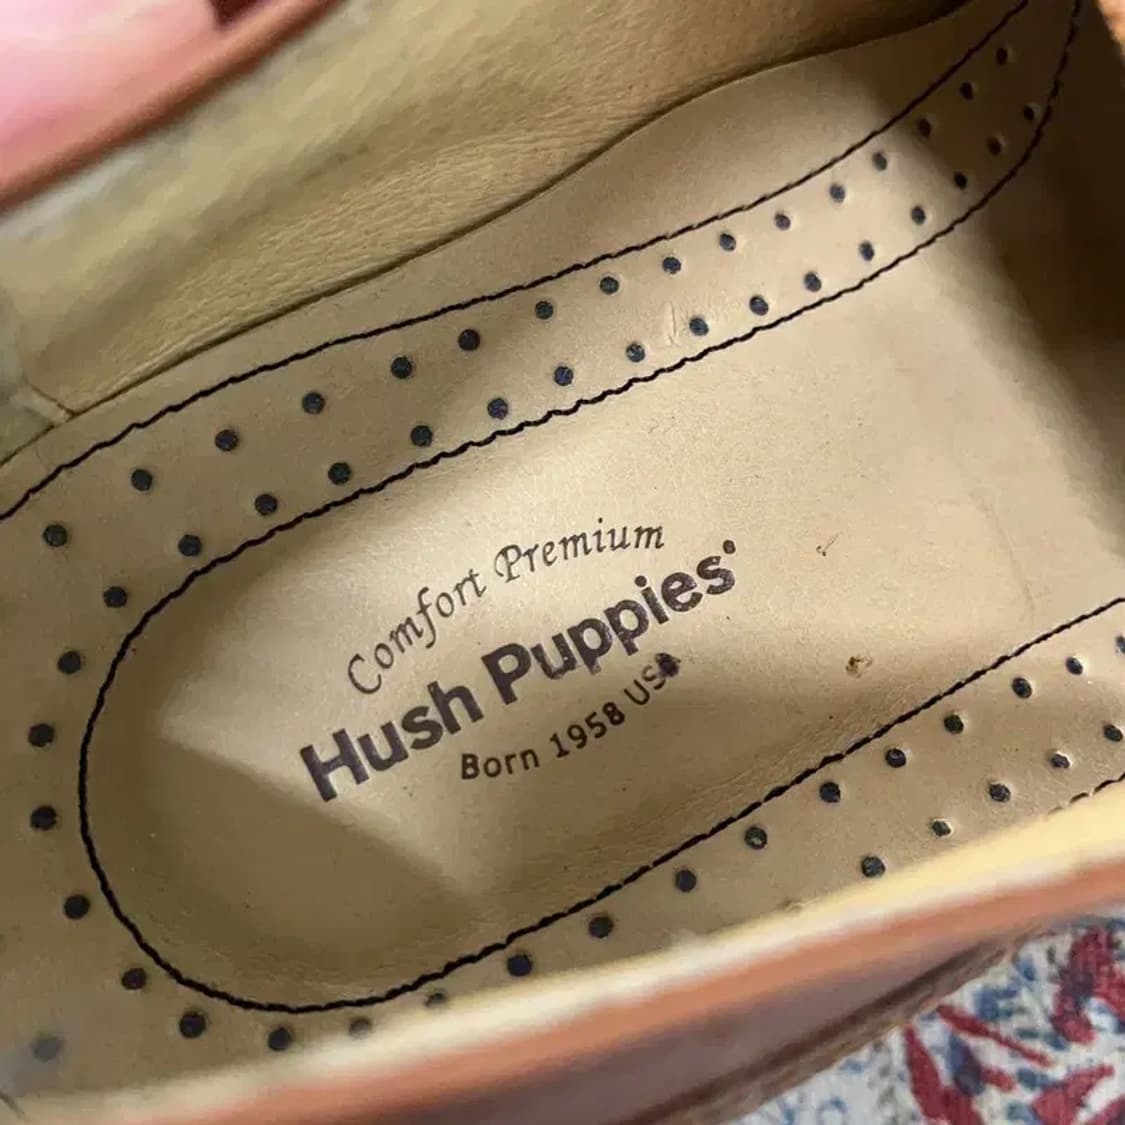 Comfort Premium
Hush Puppies®
Born 1958 USA